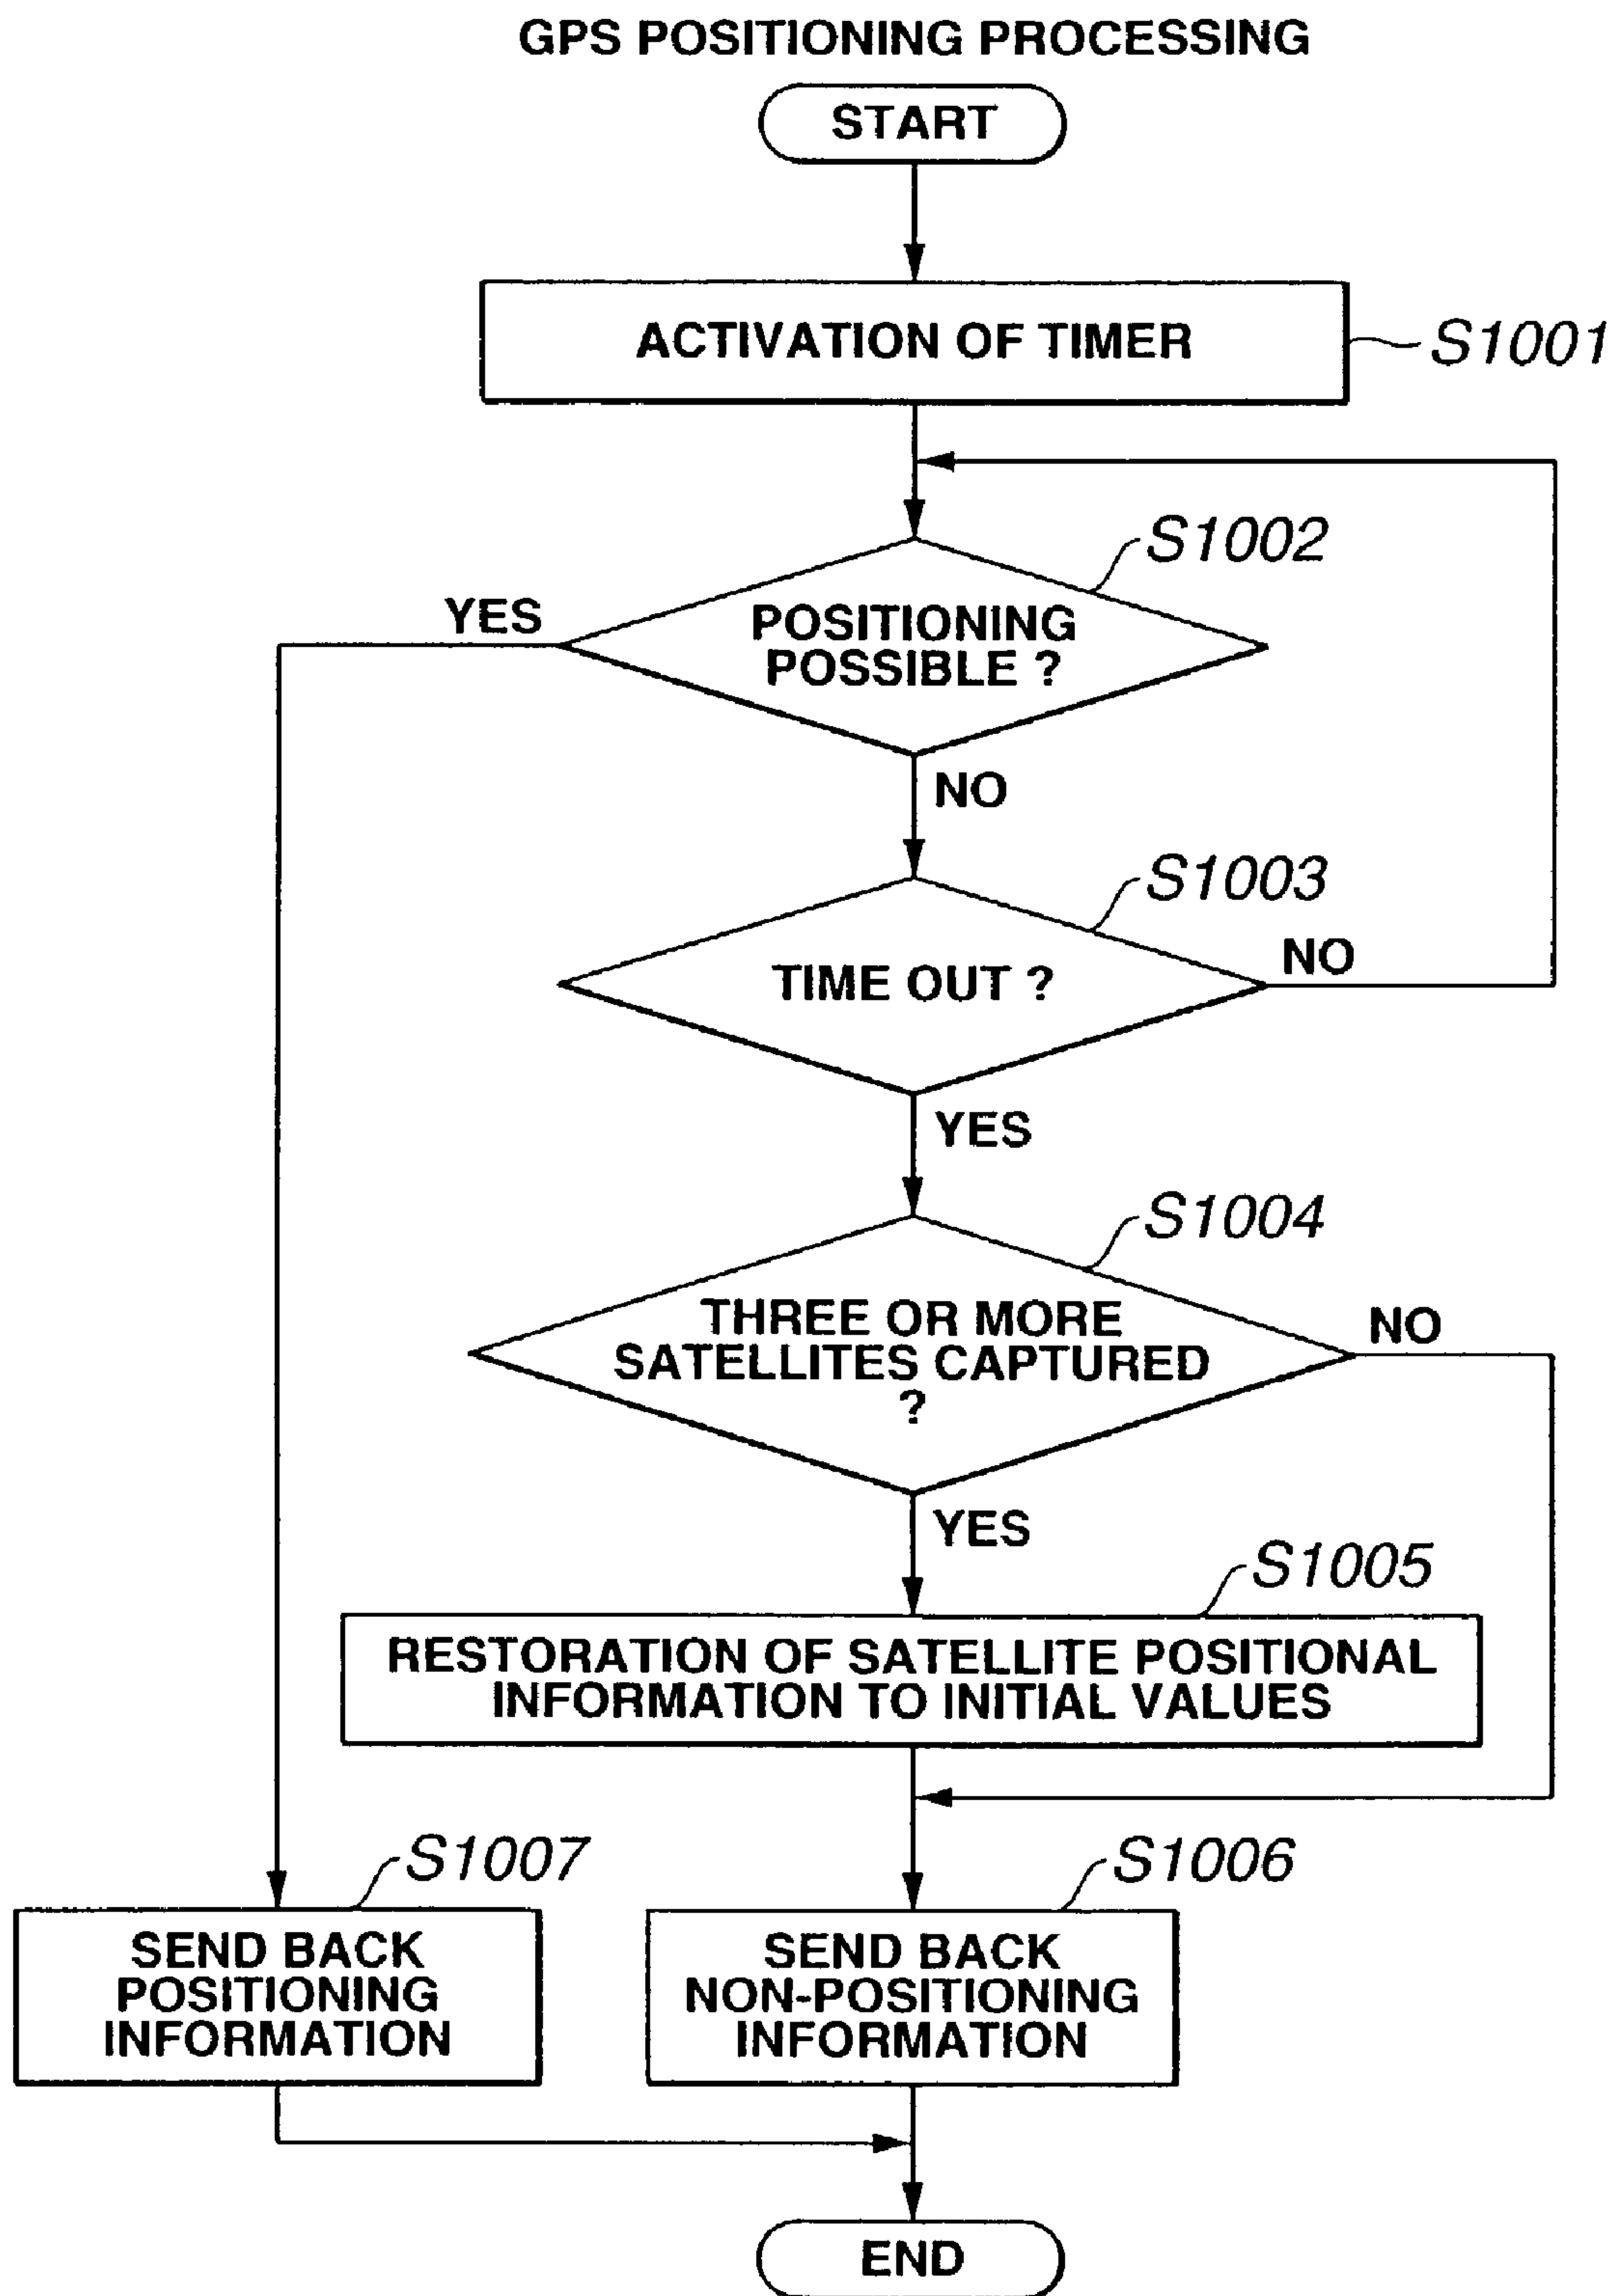 GPS POSITIONING PROCESSING
START
ACTIVATION OF TIMER
S1001
S1002
YES
POSITIONING
POSSIBLE ?
NO
S1003
TIME OUT ?
NO
YES
S1004
THREE OR MORE
SATELLITES CAPTURED
?
NO
YES
S1005
RESTORATION OF SATELLITE POSITIONAL
INFORMATION TO INITIAL VALUES
S1007
SEND BACK
POSITIONING
INFORMATION
S1006
SEND BACK
NON-POSITIONING
INFORMATION
END